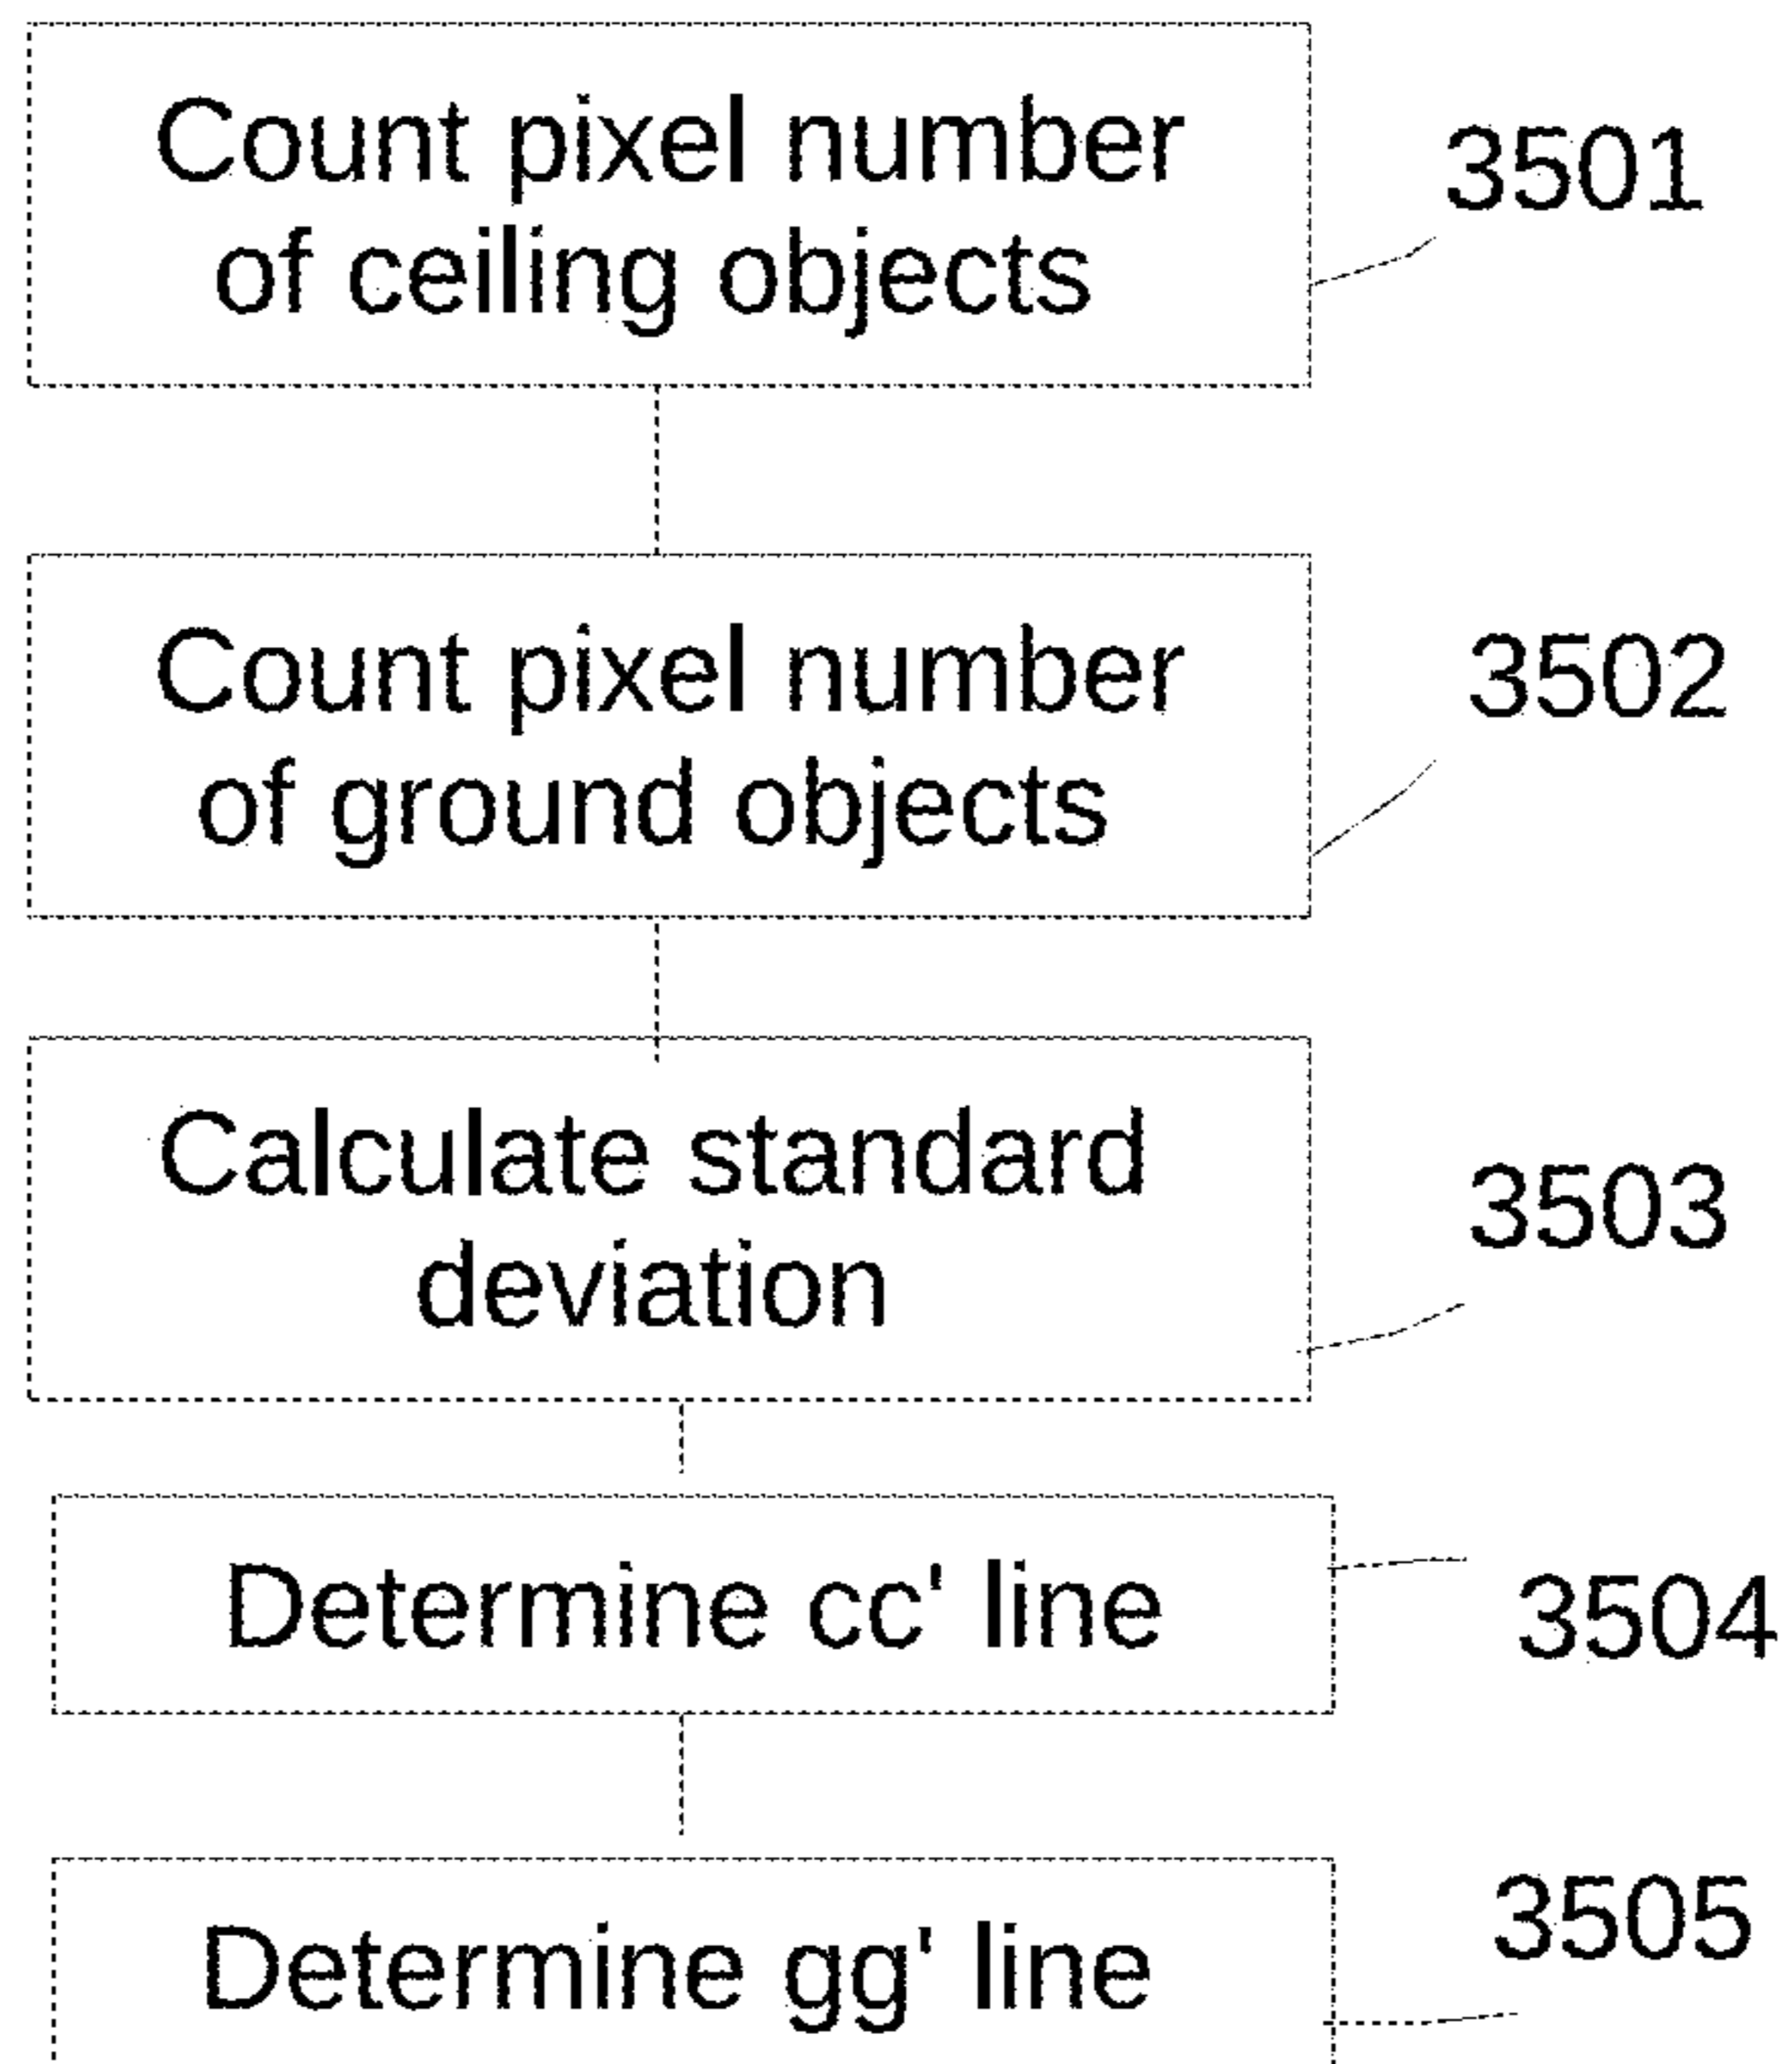 Count pixel number
of ceiling objects
3501
Count pixel number
of ground objects
3502
Calculate standard
deviation
3503
Determine cc' line
3504
Determine gg' line
3505